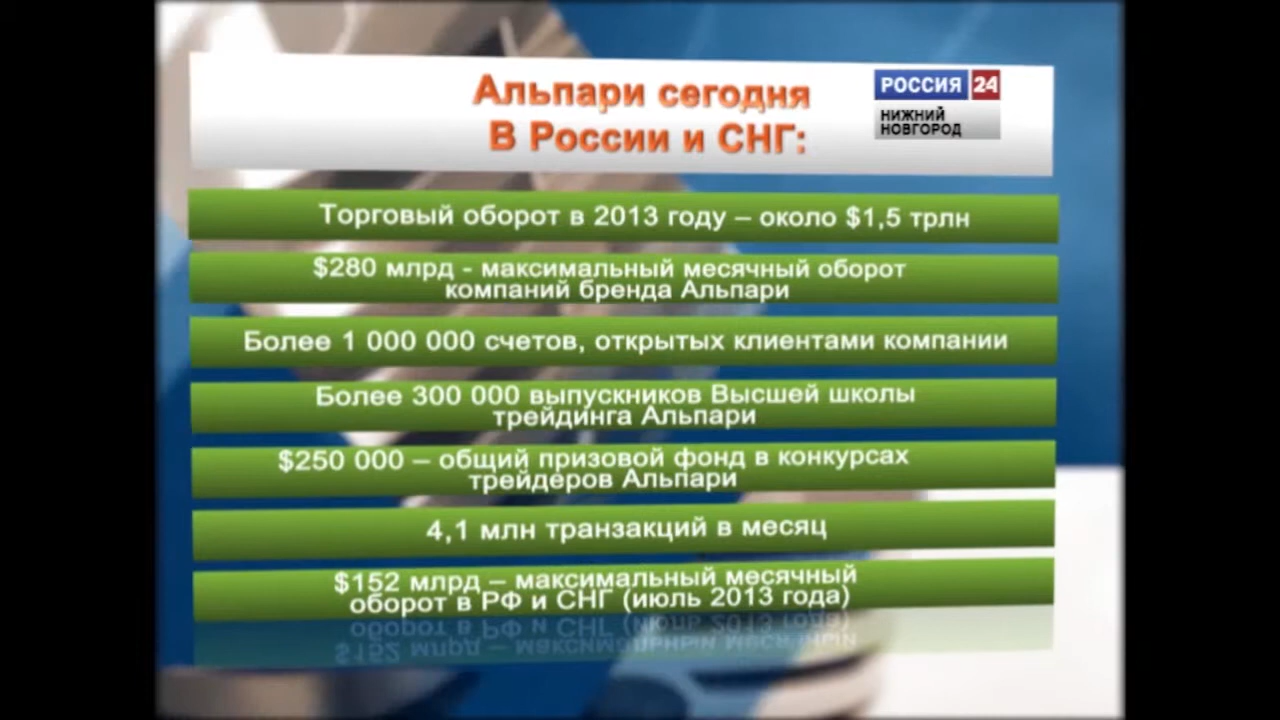 Альпари сегодня
В России и СНГ:
РОССИЯ 24
НИЖНИЙ
НОВГОРОД
Торговый оборот в 2013 году – около $1,5 трлн
$280 млрд - максимальный месячный оборот
компаний бренда Альпари
Более 1 000 000 счетов, открытых клиентами компании
Более 300 000 выпускников Высшей школы
трейдинга Альпари
$250 000 – общий призовой фонд в конкурсах
трейдеров Альпари
4,1 млн транзакций в месяц
$152 млрд – максимальный месячный
оборот в РФ и СНГ (июль 2013 года)